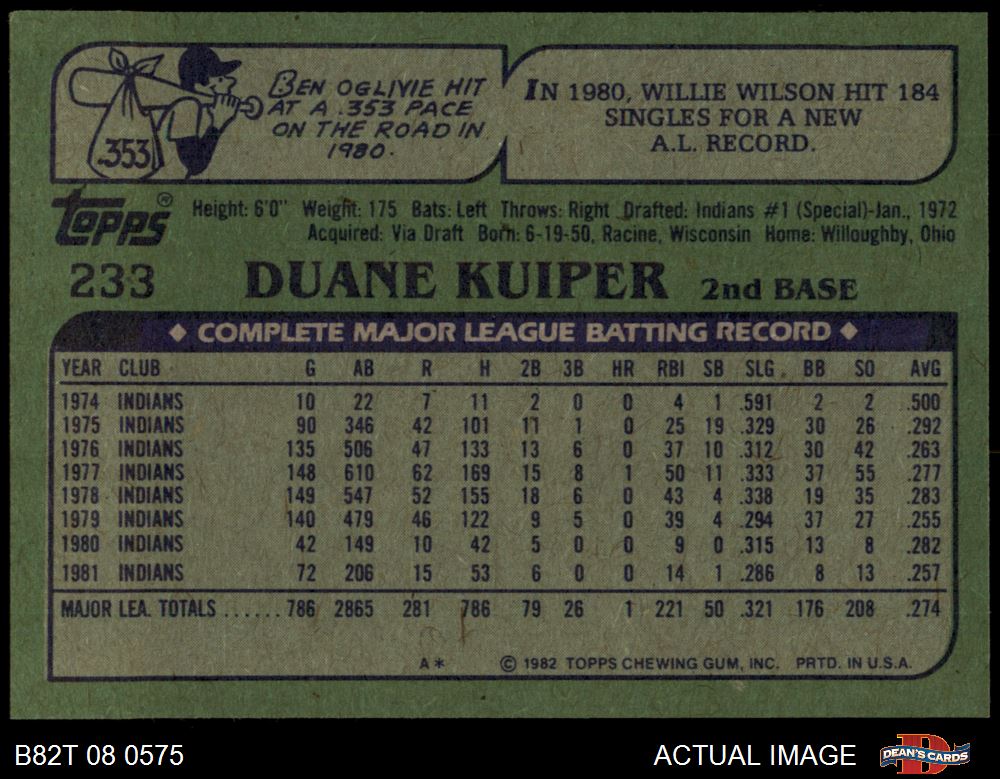 BEN OGLIVIE HIT
AT A .353 PACE
ON THE ROAD IN
1980.
.353
IN 1980, WILLIE WILSON HIT 184
SINGLES FOR A NEW
A.L. RECORD.
TOPPS®
Height: 6'0" Weight: 175 Bats: Left Throws: Right Drafted: Indians #1 (Special)-Jan., 1972
Acquired: Via Draft Born: 6-19-50, Racine, Wisconsin Home: Willoughby, Ohio
233 DUANE KUIPER 2nd BASE
◆ COMPLETE MAJOR LEAGUE BATTING RECORD ◆
YEAR CLUB G AB R H 2B 3B HR RBI SB SLG BB SO AVG
1974 INDIANS 10 22 7 11 2 0 0 4 1 .591 2 2 .500
1975 INDIANS 90 346 42 101 11 1 0 25 19 .329 30 26 .292
1976 INDIANS 135 506 47 133 13 6 0 37 10 .312 30 42 .263
1977 INDIANS 148 610 62 169 15 8 1 50 11 .333 37 55 .277
1978 INDIANS 149 547 52 155 18 6 0 43 4 .338 19 35 .283
1979 INDIANS 140 479 46 122 9 5 0 39 4 .294 37 27 .255
1980 INDIANS 42 149 10 42 5 0 0 9 0 .315 13 8 .282
1981 INDIANS 72 206 15 53 6 0 0 14 1 .286 8 13 .257
MAJOR LEA. TOTALS ...... 786 2865 281 786 79 26 1 221 50 .321 176 208 .274
A* © 1982 TOPPS CHEWING GUM, INC. PRTD. IN U.S.A.
B82T 08 0575 ACTUAL IMAGE DEAN'S CARDS